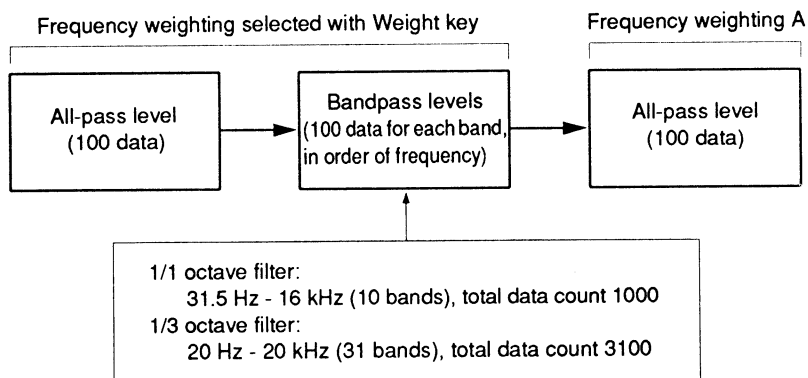 Frequency weighting selected with Weight key
Frequency weighting A
All-pass level
(100 data)
Bandpass levels
(100 data for each band,
in order of frequency)
All-pass level
(100 data)
1/1 octave filter:
31.5 Hz - 16 kHz (10 bands), total data count 1000
1/3 octave filter:
20 Hz - 20 kHz (31 bands), total data count 3100